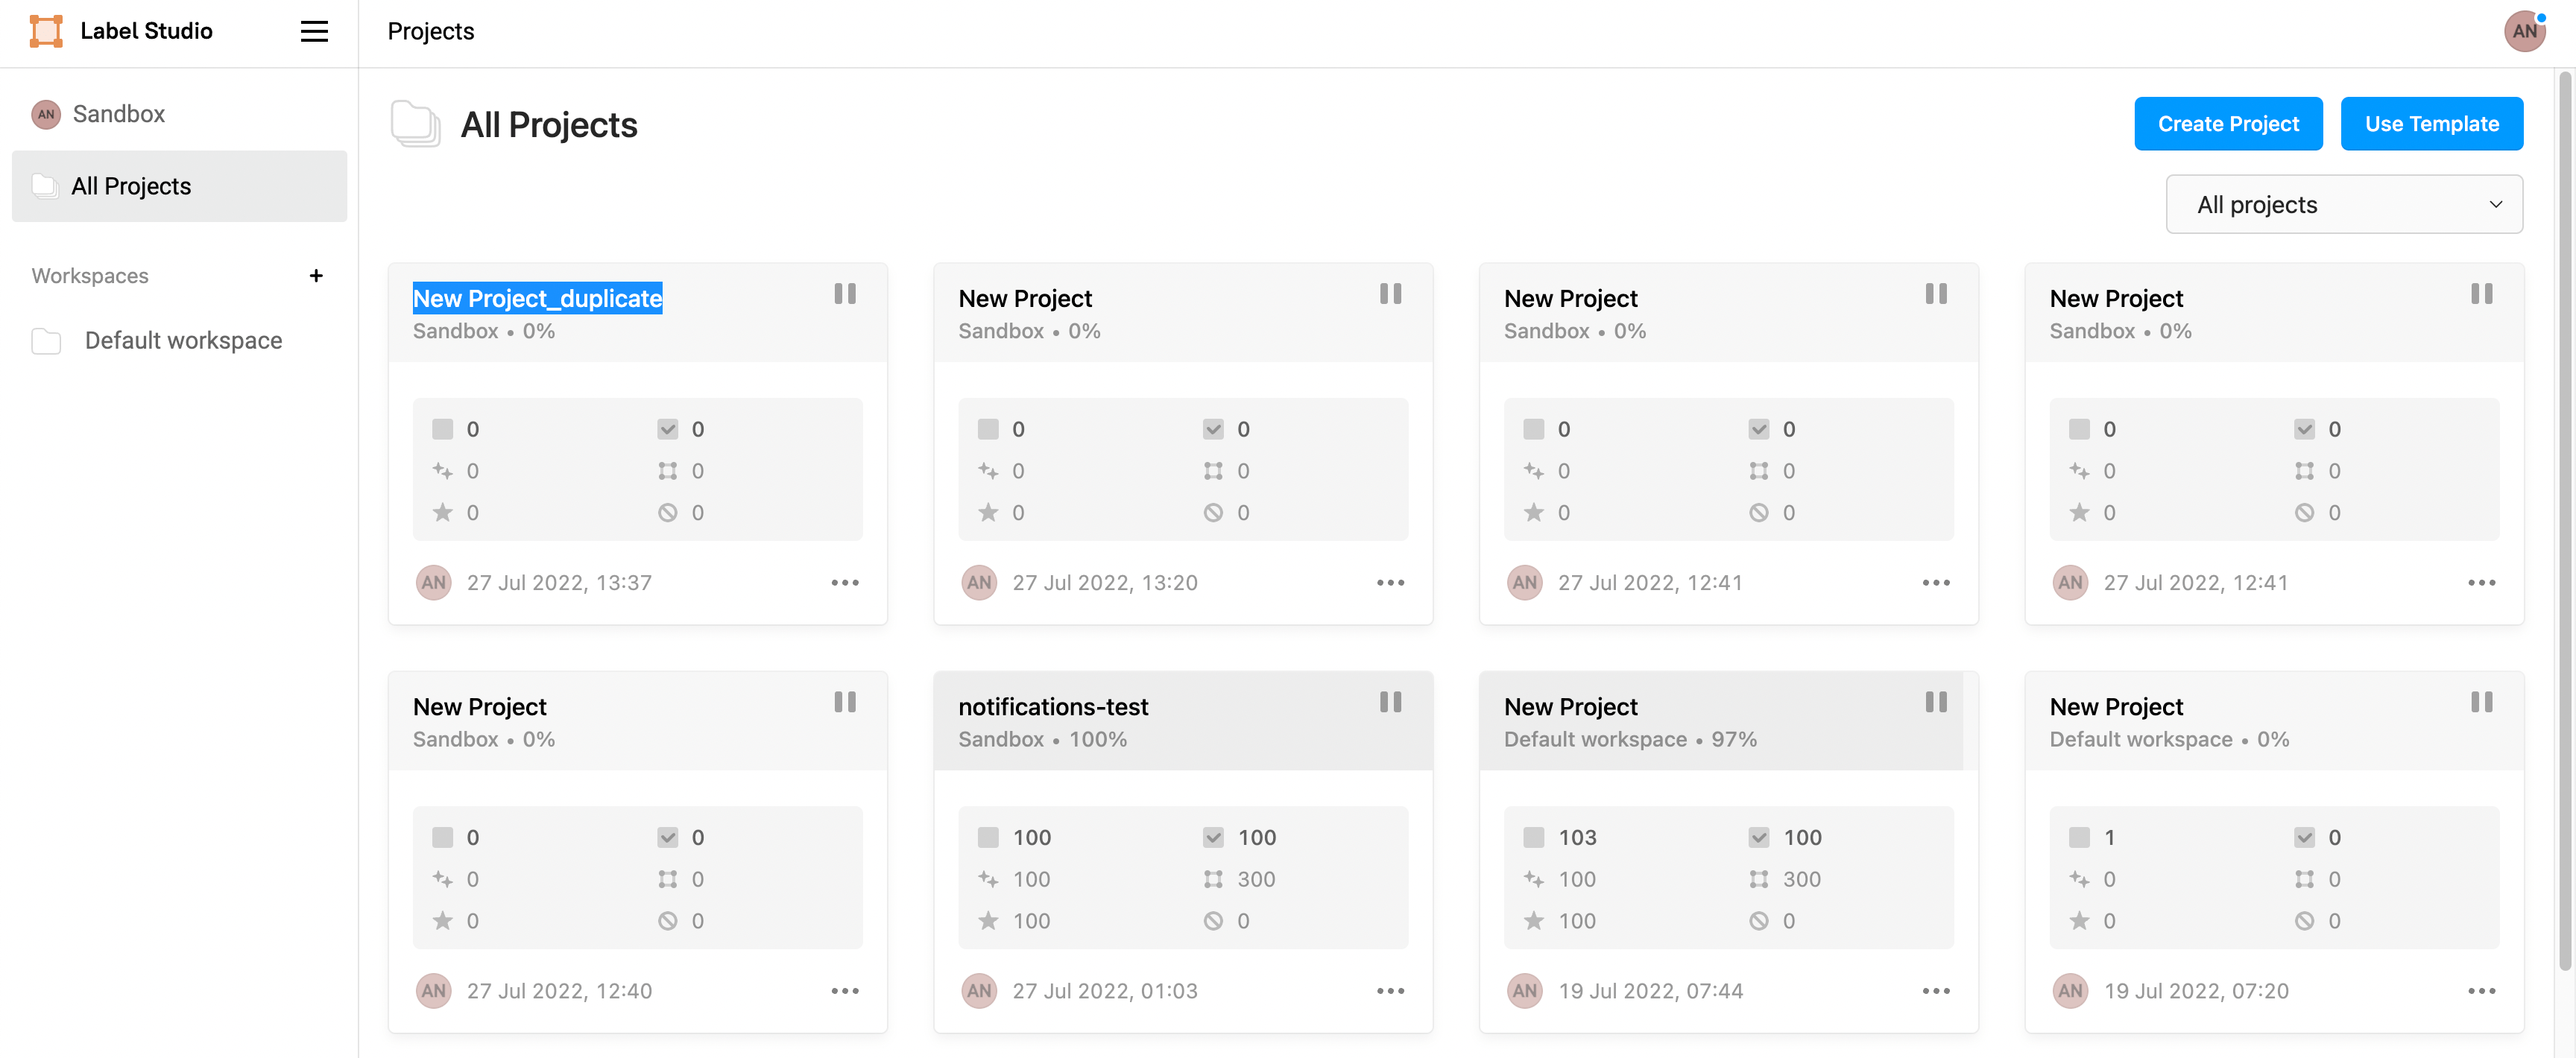 Label Studio
Projects
AN
AN Sandbox
All Projects
Workspaces +
Default workspace
All Projects
Create Project
Use Template
All projects
New Project_duplicate
Sandbox • 0%
0 0
0 0
0 0
AN 27 Jul 2022, 13:37
New Project
Sandbox • 0%
0 0
0 0
0 0
AN 27 Jul 2022, 13:20
New Project
Sandbox • 0%
0 0
0 0
0 0
AN 27 Jul 2022, 12:41
New Project
Sandbox • 0%
0 0
0 0
0 0
AN 27 Jul 2022, 12:41
New Project
Sandbox • 0%
0 0
0 0
0 0
AN 27 Jul 2022, 12:40
notifications-test
Sandbox • 100%
100 100
100 300
100 0
AN 27 Jul 2022, 01:03
New Project
Default workspace • 97%
103 100
100 300
100 0
AN 19 Jul 2022, 07:44
New Project
Default workspace • 0%
1 0
0 0
0 0
AN 19 Jul 2022, 07:20